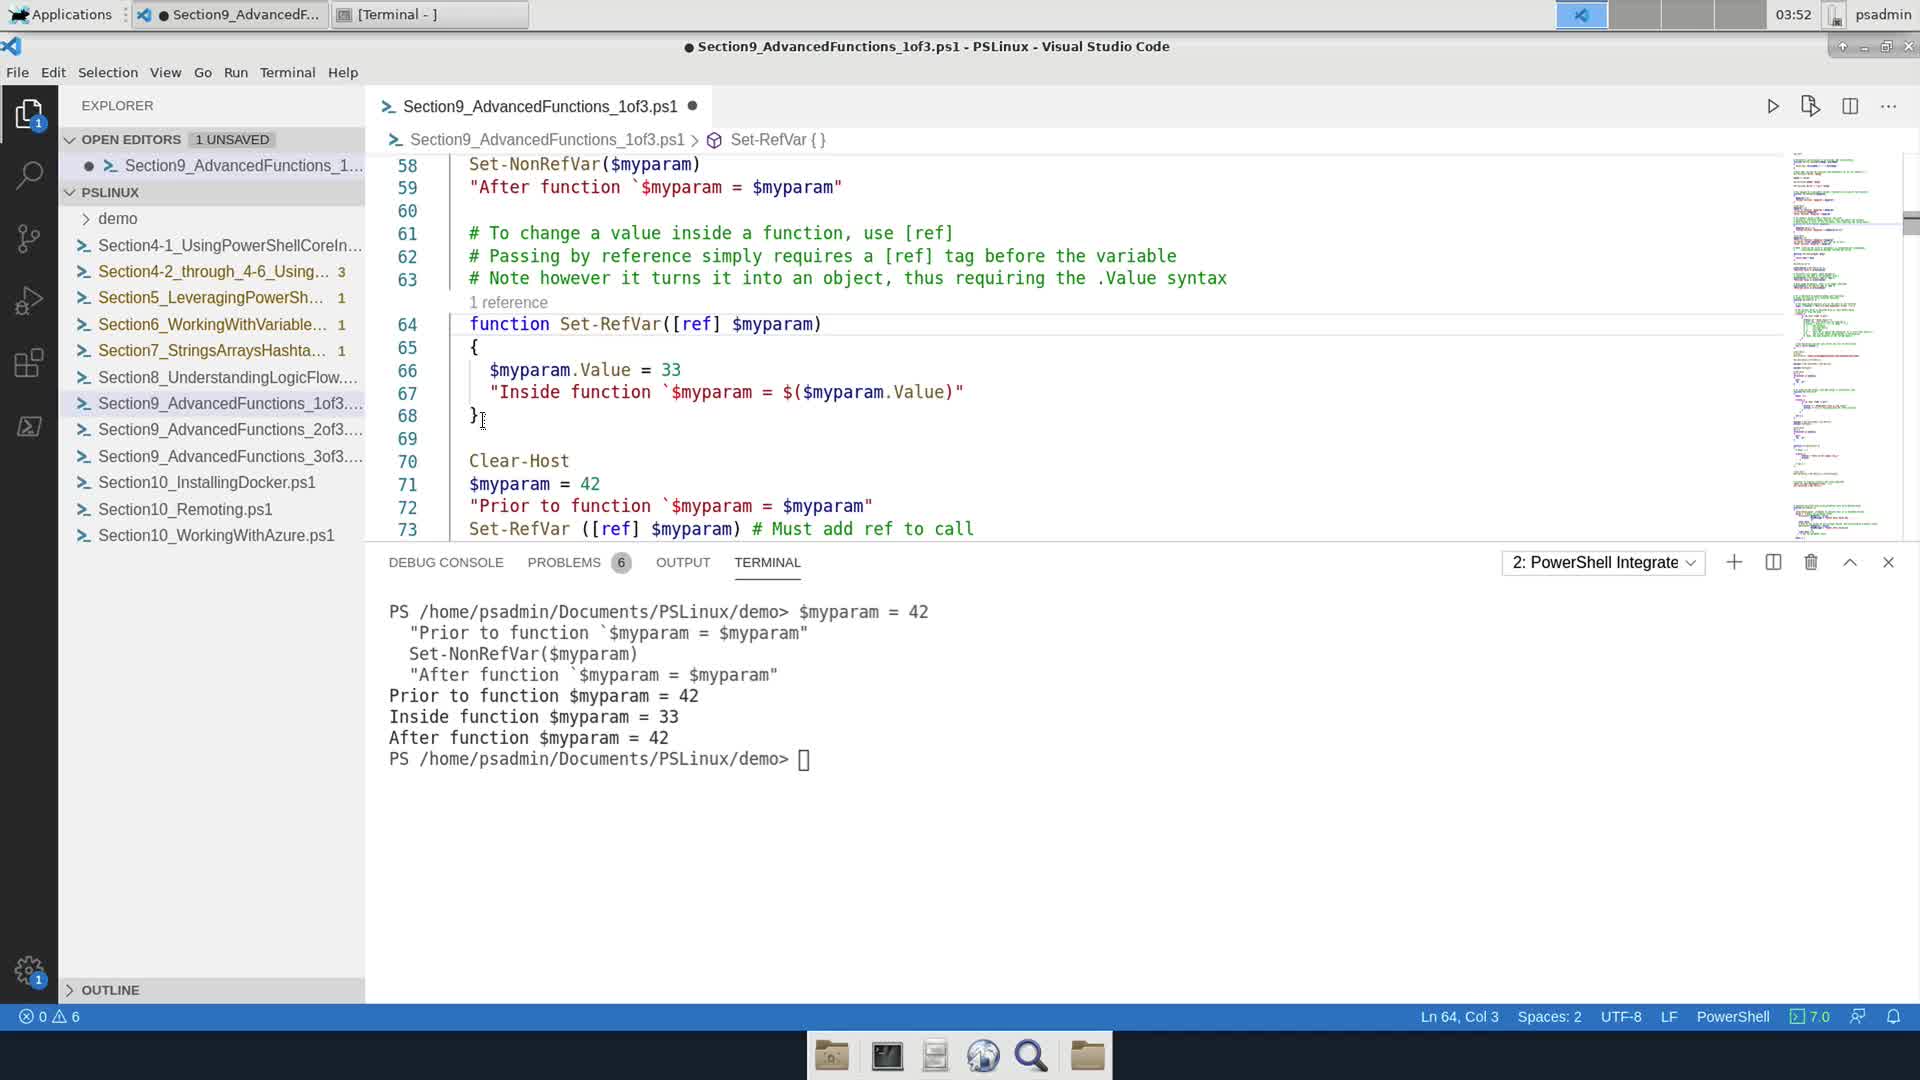 Applications
Section9_AdvancedF...
[Terminal - ]
03:52
psadmin
● Section9_AdvancedFunctions_1of3.ps1 - PSLinux - Visual Studio Code
File Edit Selection View Go Run Terminal Help
EXPLORER
OPEN EDITORS 1 UNSAVED
Section9_AdvancedFunctions_1...
PSLINUX
demo
Section4-1_UsingPowerShellCoreIn...
Section4-2_through_4-6_Using... 3
Section5_LeveragingPowerSh... 1
Section6_WorkingWithVariable... 1
Section7_StringsArraysHashta... 1
Section8_UnderstandingLogicFlow....
Section9_AdvancedFunctions_1of3....
Section9_AdvancedFunctions_2of3....
Section9_AdvancedFunctions_3of3....
Section10_InstallingDocker.ps1
Section10_Remoting.ps1
Section10_WorkingWithAzure.ps1
OUTLINE
1
1
Section9_AdvancedFunctions_1of3.ps1
Section9_AdvancedFunctions_1of3.ps1 > Set-RefVar { }
58 Set-NonRefVar($myparam)
59 "After function `$myparam = $myparam"
60
61 # To change a value inside a function, use [ref]
62 # Passing by reference simply requires a [ref] tag before the variable
63 # Note however it turns it into an object, thus requiring the .Value syntax
1 reference
64 function Set-RefVar([ref] $myparam)
65 {
66 $myparam.Value = 33
67 "Inside function `$myparam = $($myparam.Value)"
68 }
69
70 Clear-Host
71 $myparam = 42
72 "Prior to function `$myparam = $myparam"
73 Set-RefVar ([ref] $myparam) # Must add ref to call
DEBUG CONSOLE PROBLEMS 6 OUTPUT TERMINAL
2: PowerShell Integrate
PS /home/psadmin/Documents/PSLinux/demo> $myparam = 42
"Prior to function `$myparam = $myparam"
Set-NonRefVar($myparam)
"After function `$myparam = $myparam"
Prior to function $myparam = 42
Inside function $myparam = 33
After function $myparam = 42
PS /home/psadmin/Documents/PSLinux/demo>
0 6
Ln 64, Col 3 Spaces: 2 UTF-8 LF PowerShell 7.0